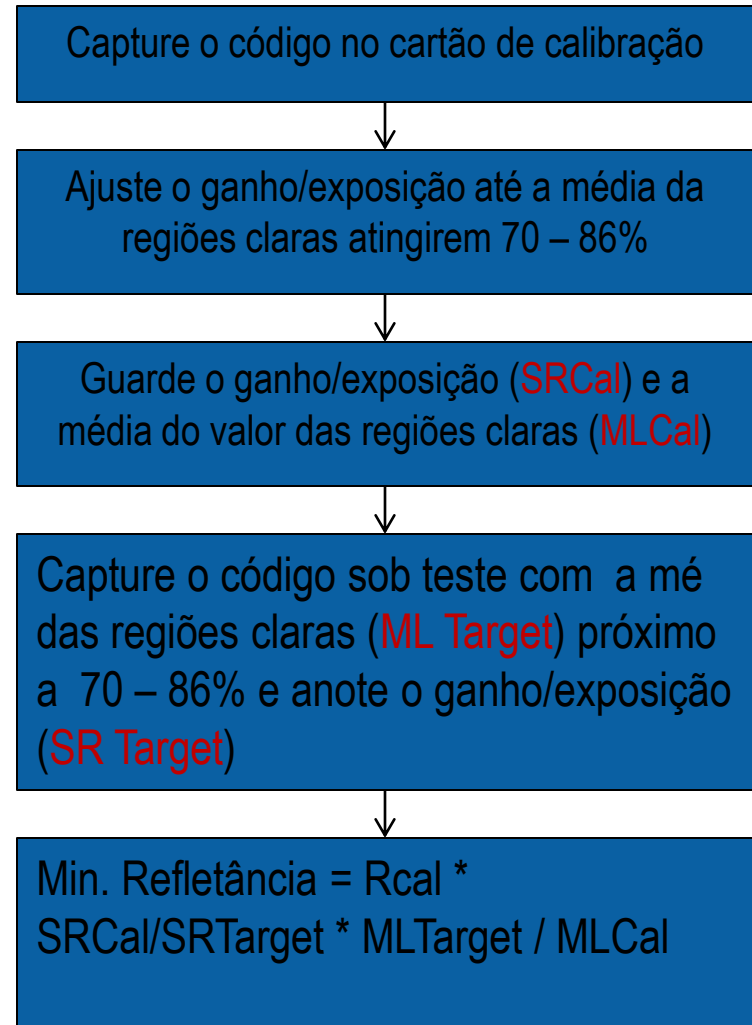 Capture o código no cartão de calibração
Ajuste o ganho/exposição até a média da
regiões claras atingirem 70 – 86%
Guarde o ganho/exposição (SRCal) e a
média do valor das regiões claras (MLCal)
Capture o código sob teste com a mé
das regiões claras (ML Target) próximo
a 70 – 86% e anote o ganho/exposição
(SR Target)
Min. Refletância = Rcal *
SRCal/SRTarget * MLTarget / MLCal